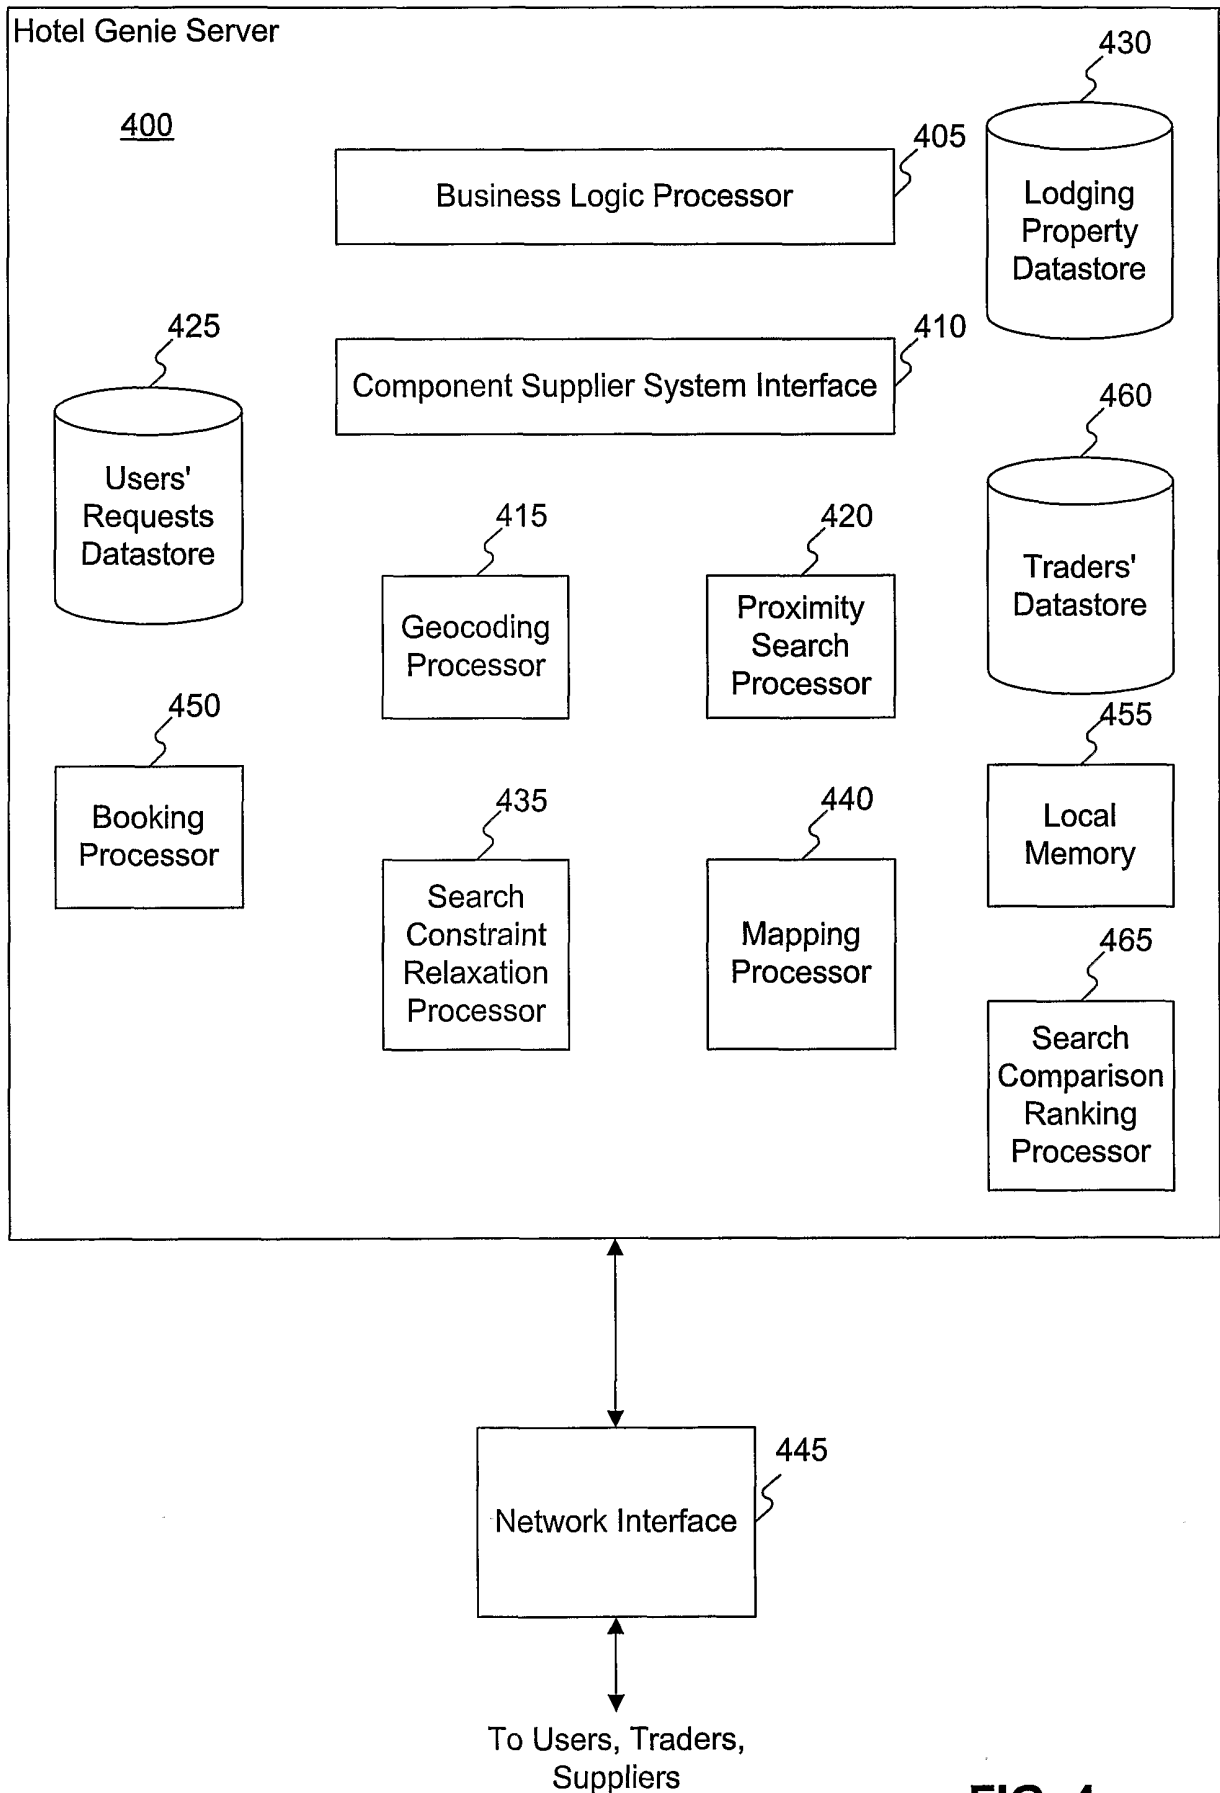 Hotel Genie Server
400
430
405
Business Logic Processor
Lodging
Property
Datastore
425
410
Component Supplier System Interface
460
Users'
Requests
Datastore
415
420
Traders'
Datastore
Geocoding
Processor
Proximity
Search
Processor
450
455
Booking
Processor
435
440
Local
Memory
Search
Constraint
Relaxation
Processor
Mapping
Processor
465
Search
Comparison
Ranking
Processor
445
Network Interface
To Users, Traders,
Suppliers